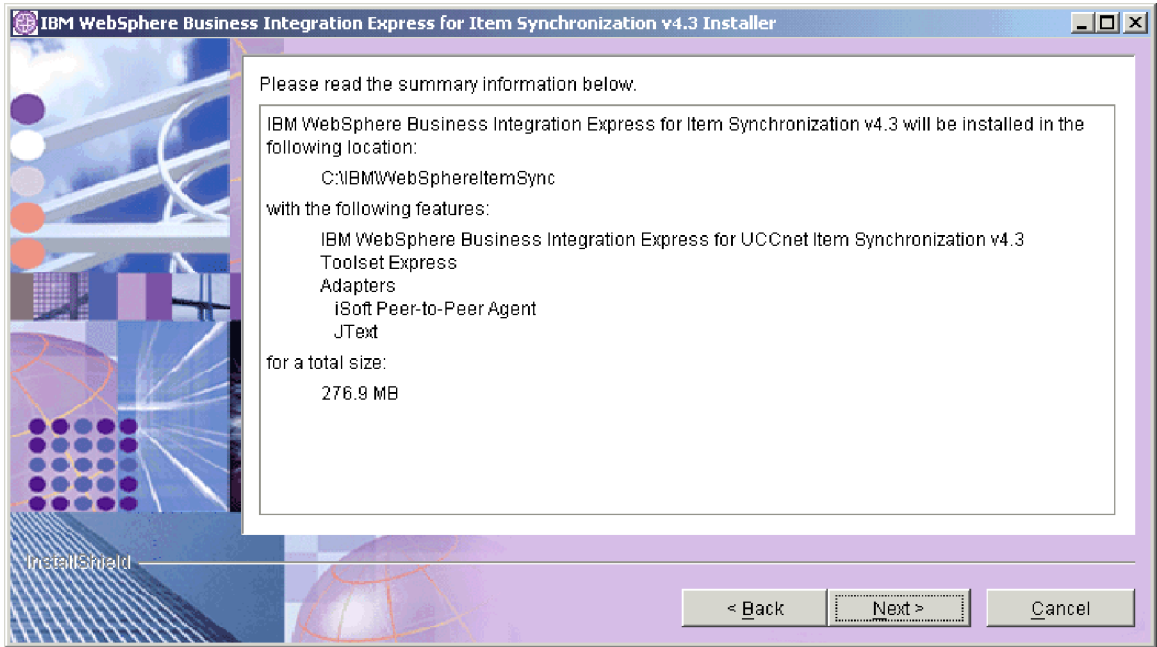 IBM WebSphere Business Integration Express for Item Synchronization v4.3 Installer
Please read the summary information below.
IBM WebSphere Business Integration Express for Item Synchronization v4.3 will be installed in the
following location:
C:\IBM\WebSphereItemSync
with the following features:
IBM WebSphere Business Integration Express for UCCnet Item Synchronization v4.3
Toolset Express
Adapters
iSoft Peer-to-Peer Agent
JText
for a total size:
276.9 MB
InstallShield
< Back
Next >
Cancel